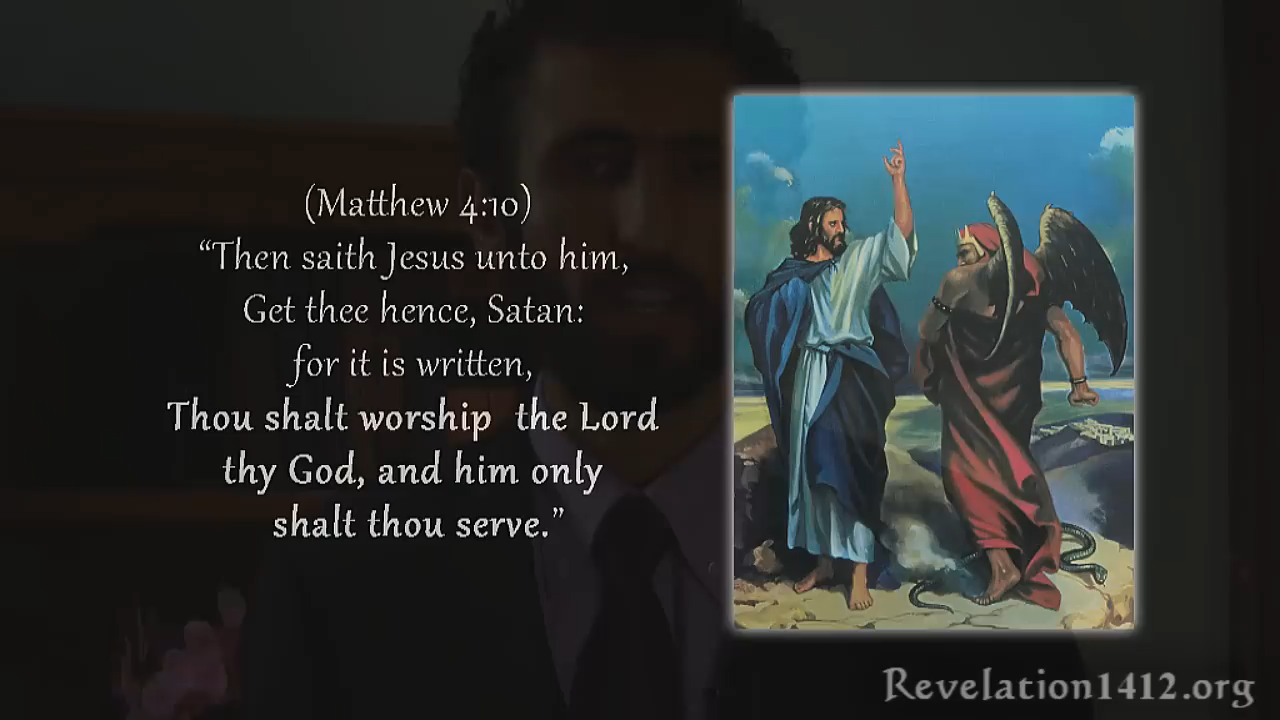 (Matthew 4:10)
“Then saith Jesus unto him,
Get thee hence, Satan:
for it is written,
Thou shalt worship the Lord
thy God, and him only
shalt thou serve.”
Revelation1412.org